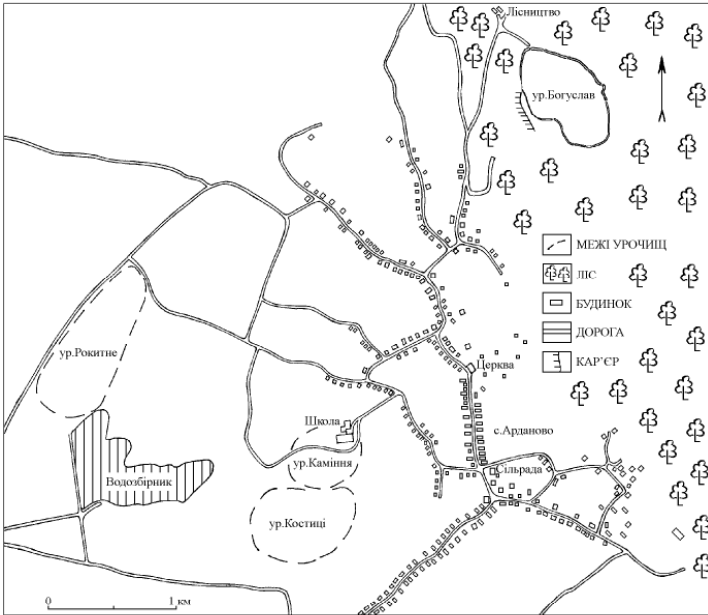 Лісництво
ур.Богуслав
МЕЖІ УРОЧИЩ
ЛІС
БУДИНОК
ДОРОГА
КАР'ЄР
ур.Рокитне
Церква
Школа
с.Арданово
ур.Каміння
Сільрада
Водозбірник
ур.Костиці
0 1 км